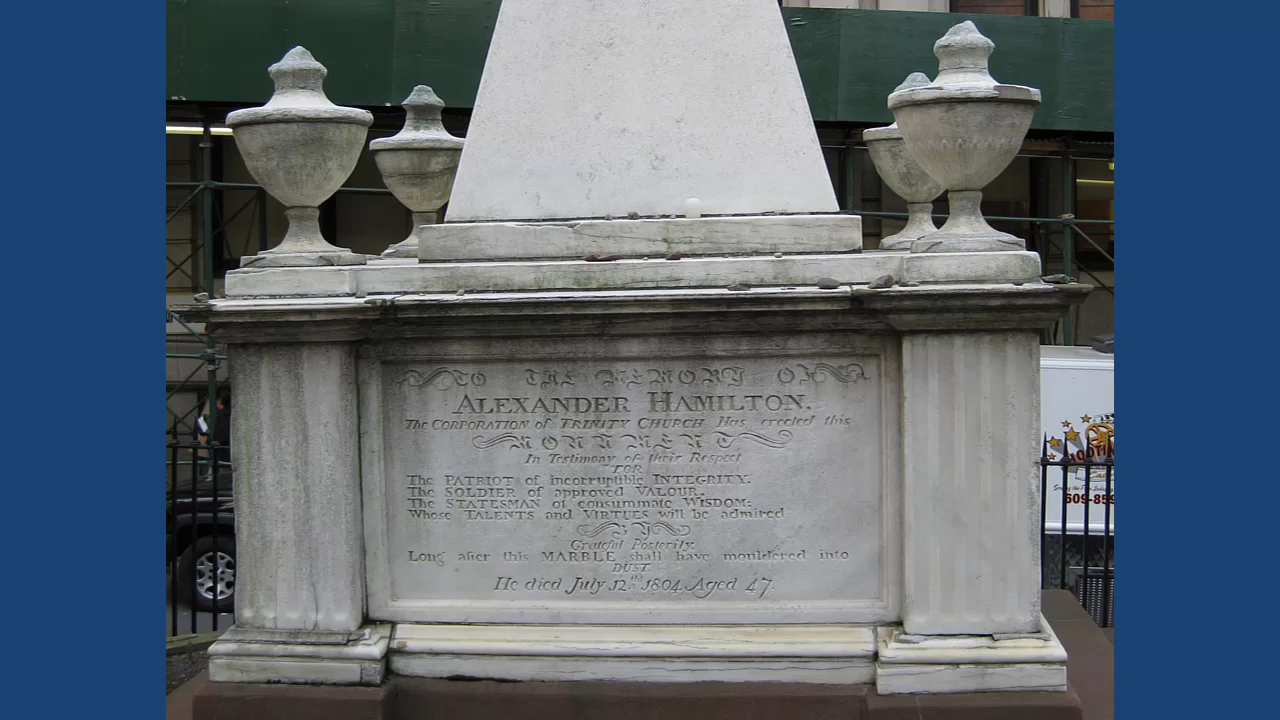 TO THE MEMORY OF
ALEXANDER HAMILTON.
The CORPORATION of TRINITY CHURCH Has erected this
MONUMENT
In Testimony of their Respect
FOR
The PATRIOT of incorruptible INTEGRITY.
The SOLDIER of approved VALOUR.
The STATESMAN of consummate WISDOM:
Whose TALENTS and VIRTUES will be admired
BY
Grateful Posterity
Long after this MARBLE shall have mouldered into
DUST
He died July 12th 1804. Aged 47.